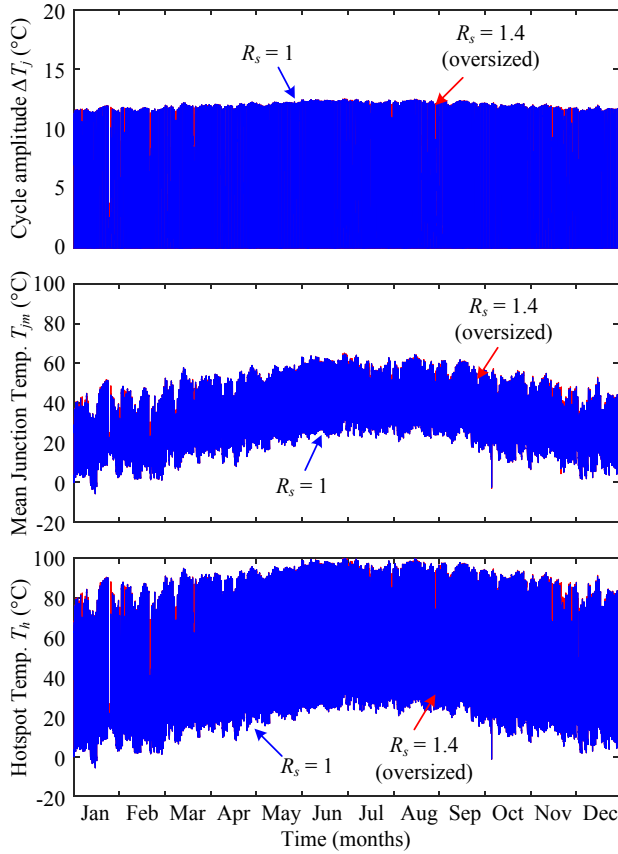 20
15
10
5
0
Cycle amplitude ΔTj (°C)
Rs = 1
Rs = 1.4
(oversized)
100
80
60
40
20
0
-20
Mean Junction Temp. Tjm (°C)
Rs = 1.4
(oversized)
Rs = 1
100
80
60
40
20
0
-20
Hotspot Temp. Th (°C)
Rs = 1
Rs = 1.4
(oversized)
Jan Feb Mar Apr May Jun Jul Aug Sep Oct Nov Dec
Time (months)